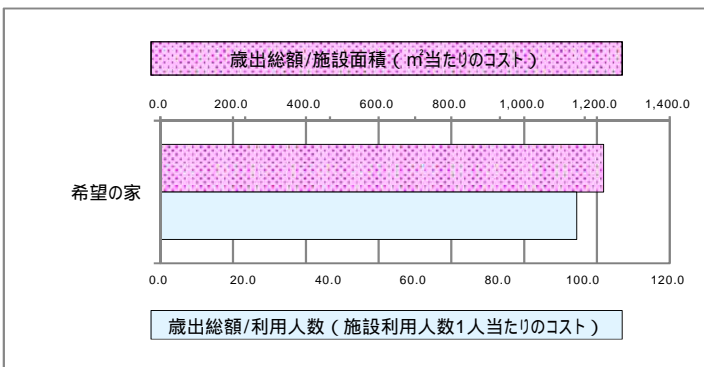 歳出総額/施設面積（㎡当たりのコスト）
0.0 200.0 400.0 600.0 800.0 1,000.0 1,200.0 1,400.0
希望の家
0.0 20.0 40.0 60.0 80.0 100.0 120.0
歳出総額/利用人数（施設利用人数1人当たりのコスト）